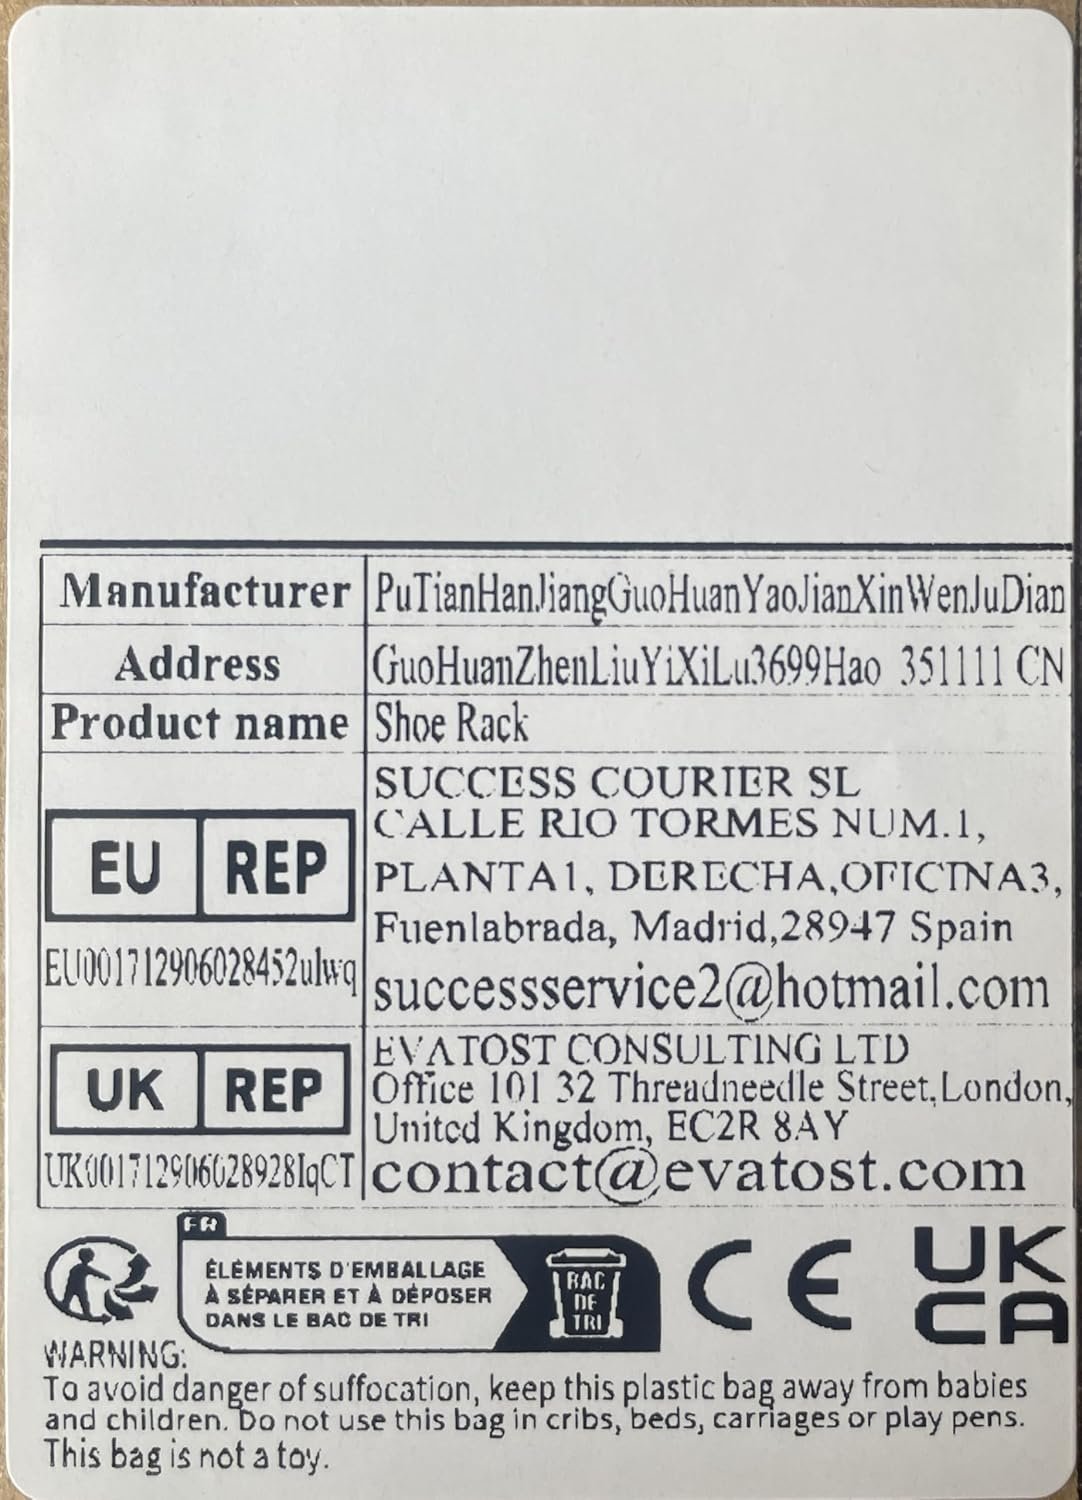 Manufacturer PuTianHanJiangGuoHuanYaoJianXinWenJuDian
Address GuoHuanZhenLiuYiXiLu3699Hao 351111 CN
Product name Shoe Rack
EU REP
EU001712906028452ulwq
SUCCESS COURIER SL
CALLE RIO TORMES NUM.1,
PLANTA1, DERECHA,OFICINA3,
Fuenlabrada, Madrid,28947 Spain
successservice2@hotmail.com
UK REP
UK001712906028928IqCT
EVATOST CONSULTING LTD
Office 101 32 Threadneedle Street,London,
United Kingdom, EC2R 8AY
contact@evatost.com
FR
ÉLÉMENTS D'EMBALLAGE
À SÉPARER ET À DÉPOSER
DANS LE BAC DE TRI
BAC
DE
TRI
CE
UK
CA
WARNING:
To avoid danger of suffocation, keep this plastic bag away from babies
and children. Do not use this bag in cribs, beds, carriages or play pens.
This bag is not a toy.